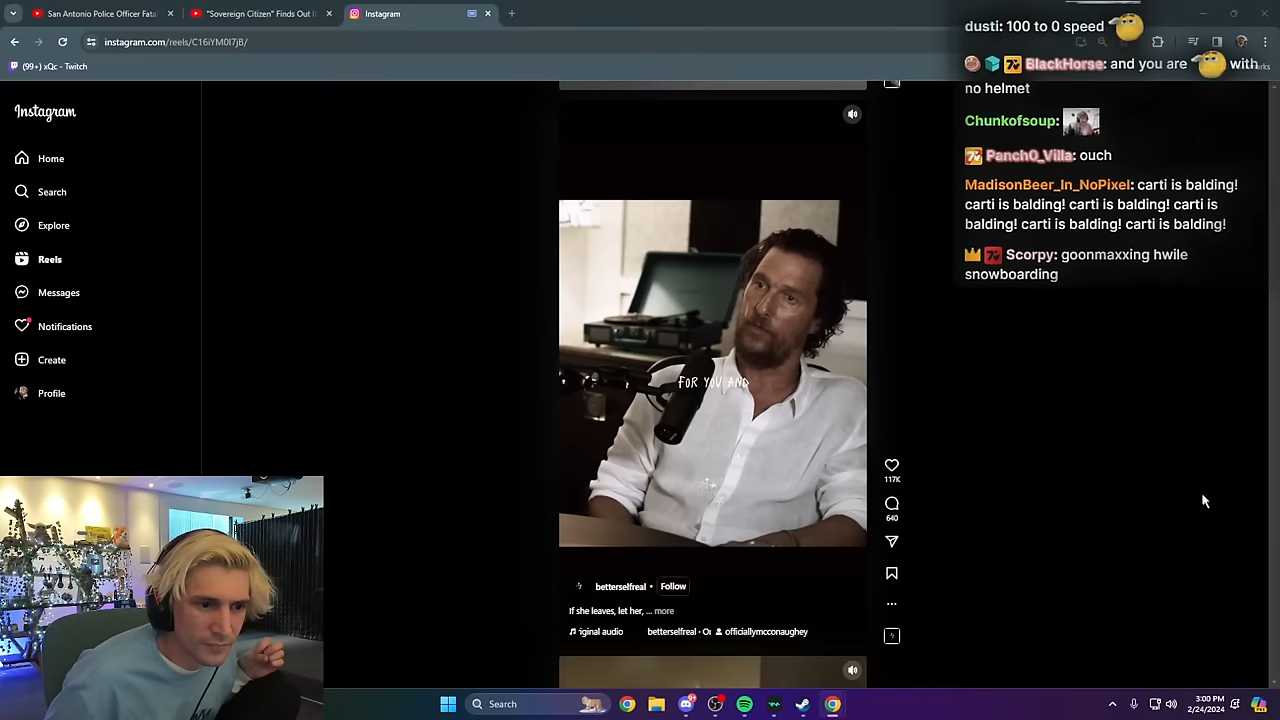 San Antonio Police Officer Fatal
"Sovereign Citizen" Finds Out
Instagram
instagram.com/reels/C16iYM0I7jB/
(99+) xQc - Twitch
dusti: 100 to 0 speed
BlackHorse: and you are with
no helmet
Chunkofsoup:
PanchO_Villa: ouch
MadisonBeer_In_NoPixel: carti is balding!
carti is balding! carti is balding! carti is
balding! carti is balding! carti is balding!
Scorpy: goonmaxxing hwile
snowboarding
Instagram
Home
Search
Explore
Reels
Messages
Notifications
Create
Profile
FOR YOU AND
117K
640
betterselfreal • Follow
If she leaves, let her, ... more
iginal audio betterselfreal · Or officiallymcconaughey
Search
3:00 PM
2/24/2024